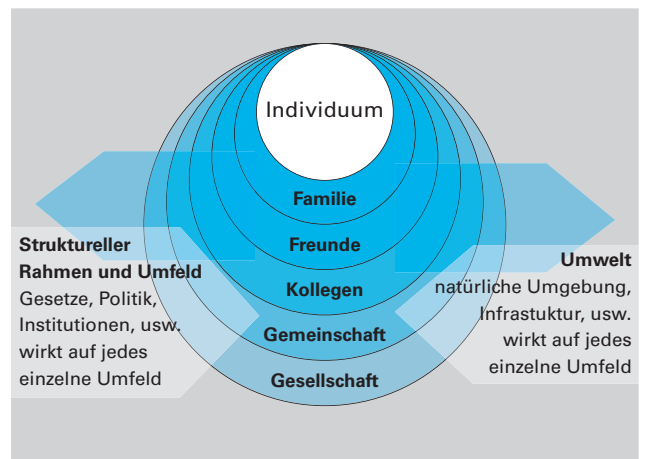 Individuum
Familie
Freunde
Kollegen
Gemeinschaft
Gesellschaft
Struktureller
Rahmen und Umfeld
Gesetze, Politik,
Institutionen, usw.
wirkt auf jedes
einzelne Umfeld
Umwelt
natürliche Umgebung,
Infrastuktur, usw.
wirkt auf jedes
einzelne Umfeld